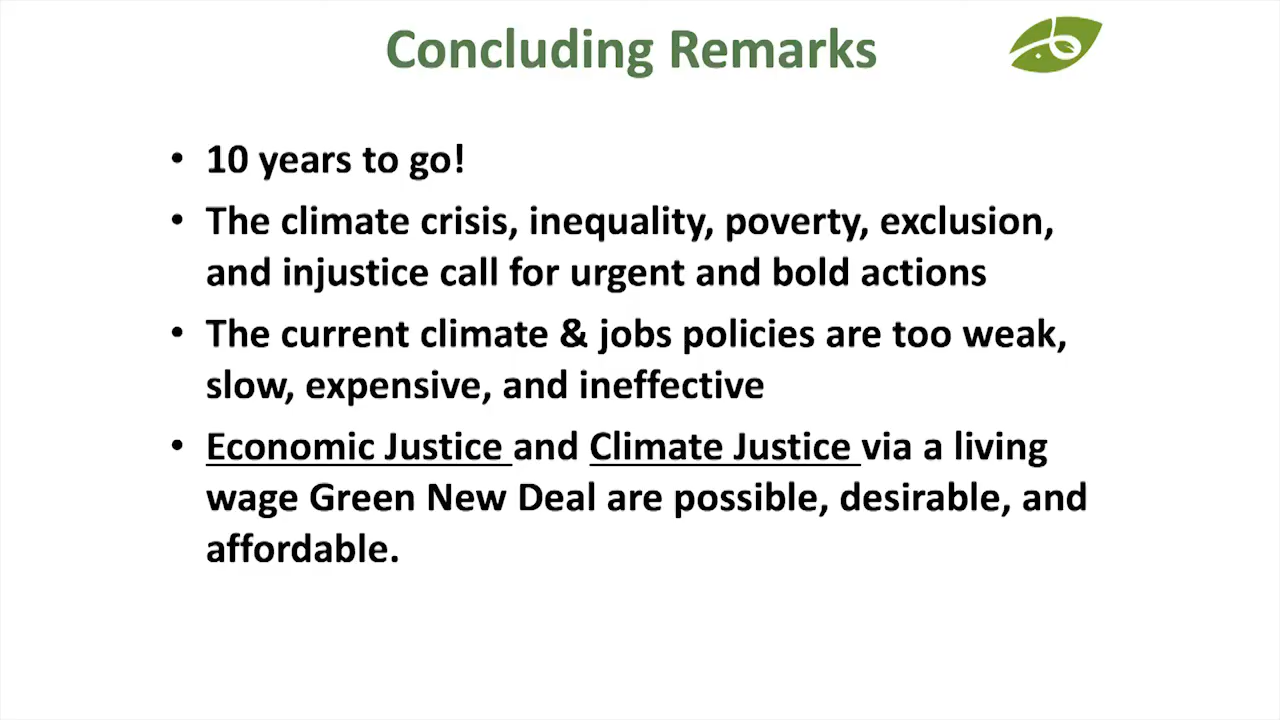 Concluding Remarks
• 10 years to go!
• The climate crisis, inequality, poverty, exclusion,
and injustice call for urgent and bold actions
• The current climate & jobs policies are too weak,
slow, expensive, and ineffective
• Economic Justice and Climate Justice via a living
wage Green New Deal are possible, desirable, and
affordable.